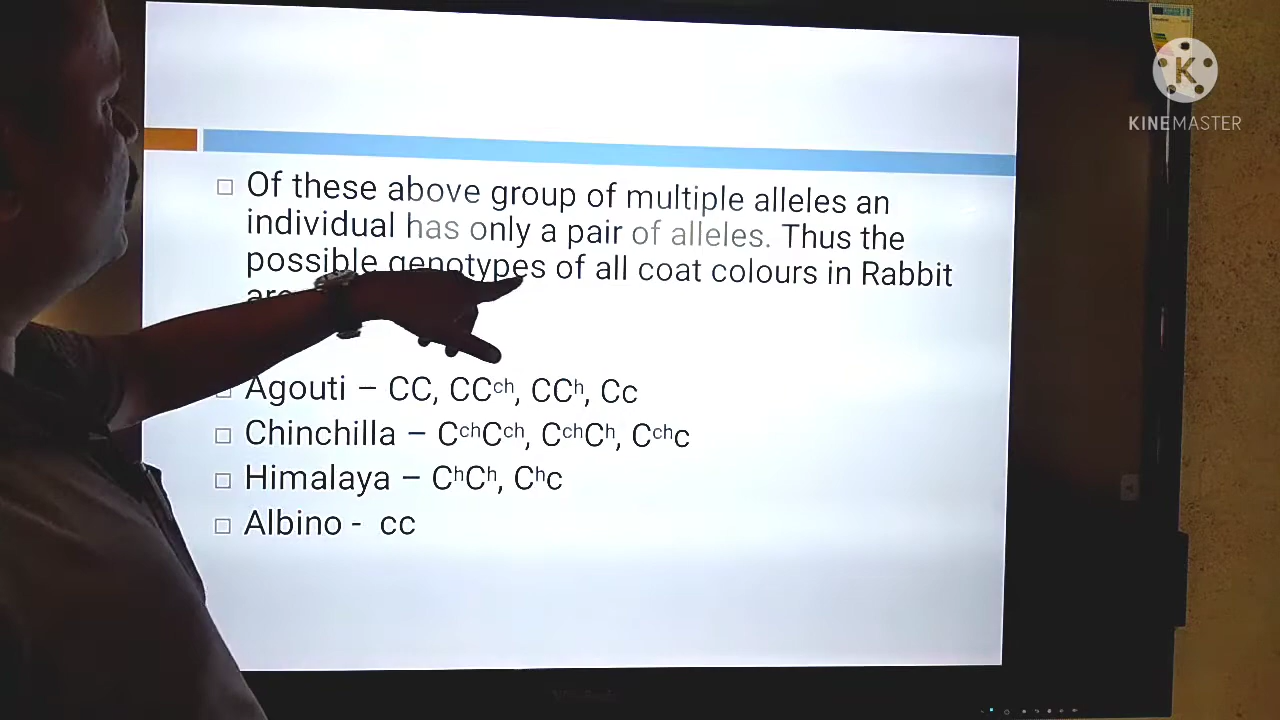 Of these above group of multiple alleles an
individual has only a pair of alleles. Thus the
possible genotypes of all coat colours in Rabbit
are
Agouti – CC, CCᶜʰ, CCʰ, Cc
Chinchilla – CᶜʰCᶜʰ, CᶜʰCʰ, Cᶜʰc
Himalaya – CʰCʰ, Cʰc
Albino - cc
K
KINEMASTER